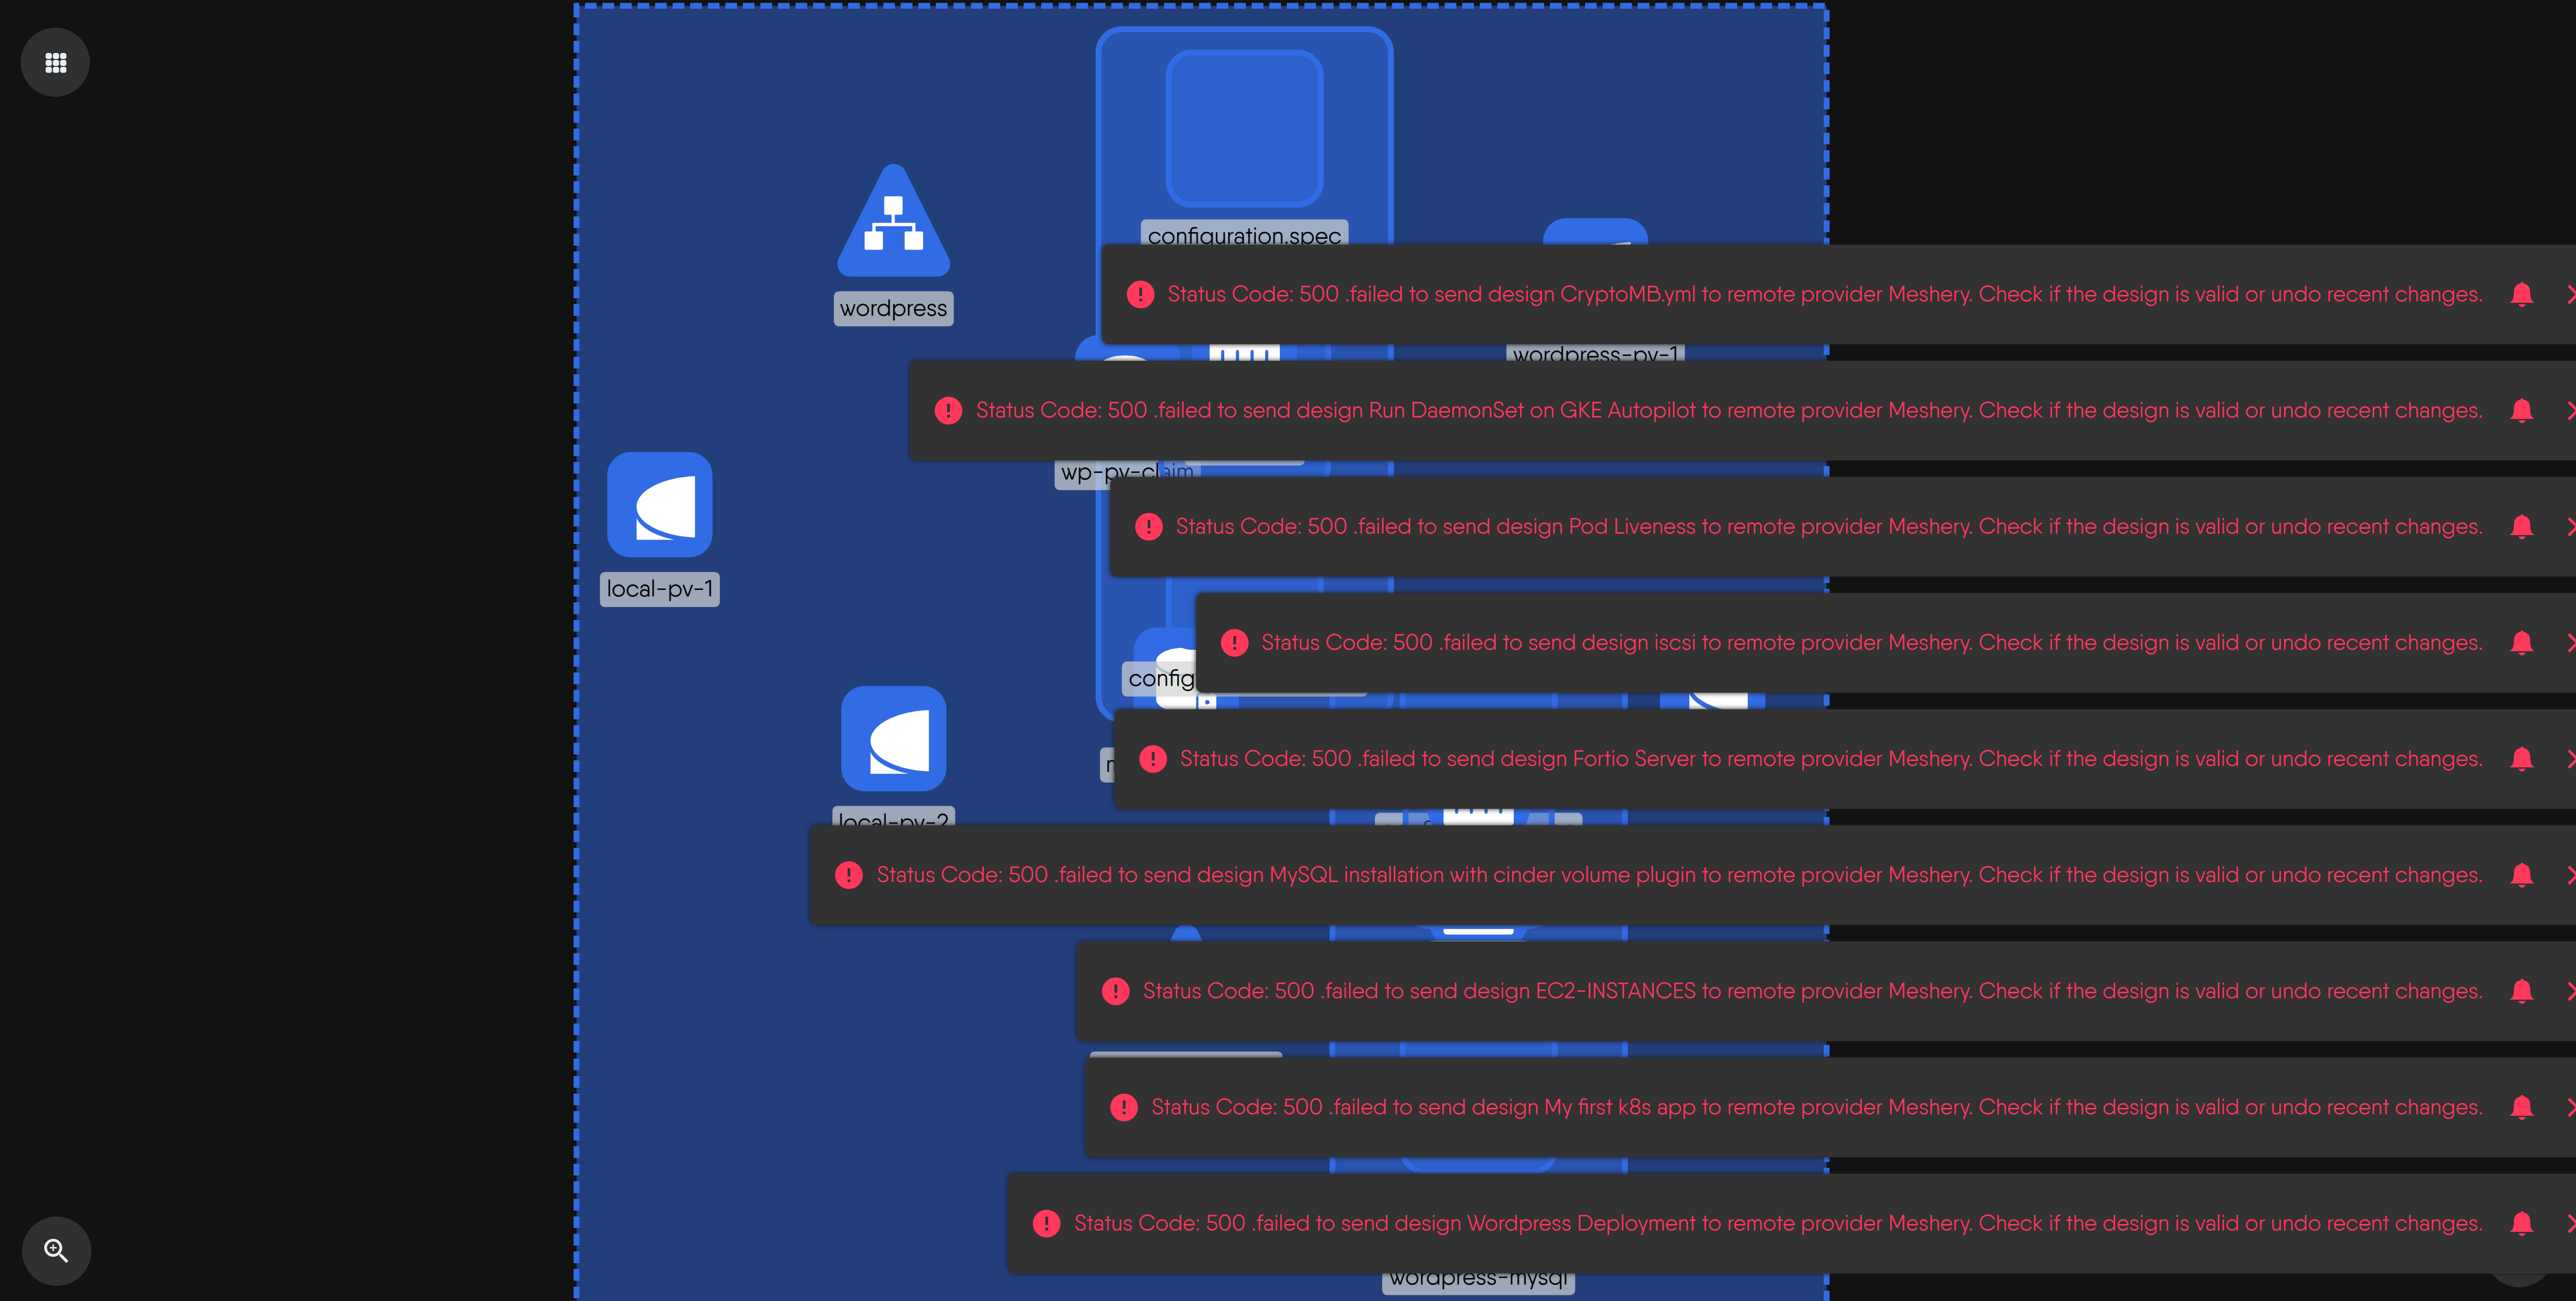 configuration.spec
Status Code: 500 .failed to send design CryptoMB.yml to remote provider Meshery. Check if the design is valid or undo recent changes.
wordpress
wordpress-pv-1
Status Code: 500 .failed to send design Run DaemonSet on GKE Autopilot to remote provider Meshery. Check if the design is valid or undo recent changes.
wp-pv-claim
Status Code: 500 .failed to send design Pod Liveness to remote provider Meshery. Check if the design is valid or undo recent changes.
local-pv-1
Status Code: 500 .failed to send design iscsi to remote provider Meshery. Check if the design is valid or undo recent changes.
config
Status Code: 500 .failed to send design Fortio Server to remote provider Meshery. Check if the design is valid or undo recent changes.
local-pv-2
Status Code: 500 .failed to send design MySQL installation with cinder volume plugin to remote provider Meshery. Check if the design is valid or undo recent changes.
Status Code: 500 .failed to send design EC2-INSTANCES to remote provider Meshery. Check if the design is valid or undo recent changes.
Status Code: 500 .failed to send design My first k8s app to remote provider Meshery. Check if the design is valid or undo recent changes.
Status Code: 500 .failed to send design Wordpress Deployment to remote provider Meshery. Check if the design is valid or undo recent changes.
wordpress-mysql